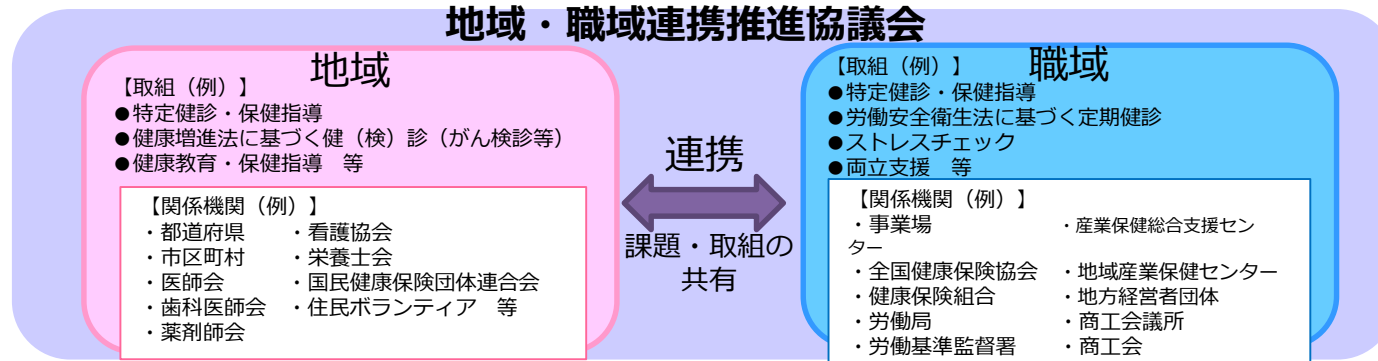 地域・職域連携推進協議会
地域
【取組（例）】
●特定健診・保健指導
●健康増進法に基づく健（検）診（がん検診等）
●健康教育・保健指導　等
【関係機関（例）】
・都道府県　・看護協会
・市区町村　・栄養士会
・医師会　・国民健康保険団体連合会
・歯科医師会　・住民ボランティア　等
・薬剤師会
連携
課題・取組の
共有
職域
【取組（例）】
●特定健診・保健指導
●労働安全衛生法に基づく定期健診
●ストレスチェック
●両立支援　等
【関係機関（例）】
・事業場　・産業保健総合支援セン
ター
・全国健康保険協会　・地域産業保健センター
・健康保険組合　・地方経営者団体
・労働局　・商工会議所
・労働基準監督署　・商工会